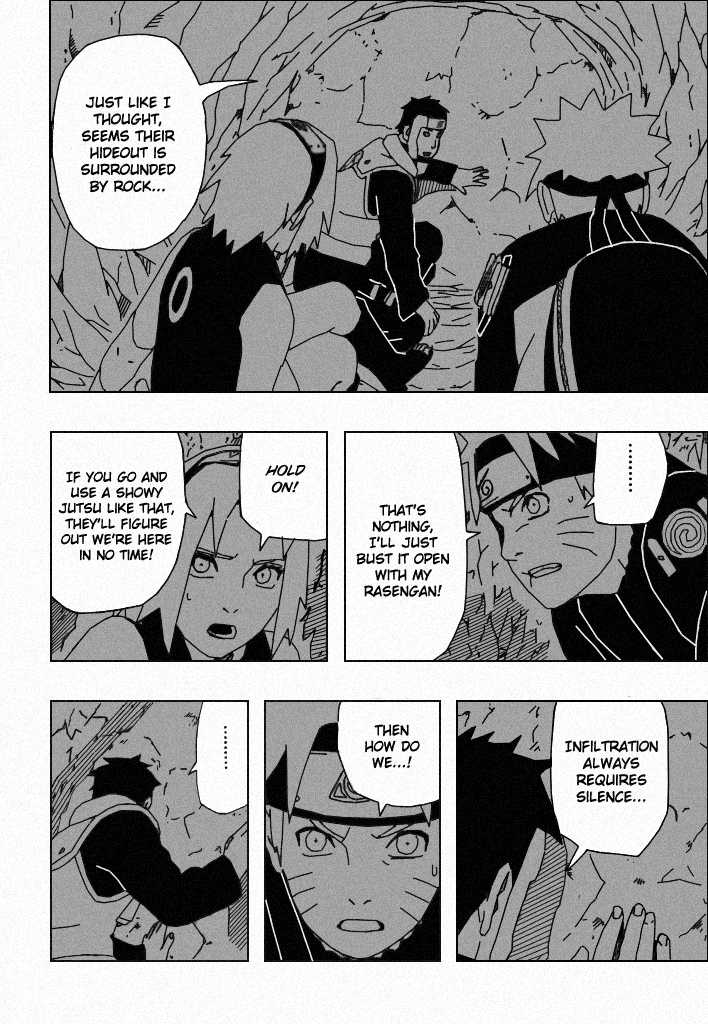 JUST LIKE I
THOUGHT,
SEEMS THEIR
HIDEOUT IS
SURROUNDED
BY ROCK...
.........
THAT'S
NOTHING,
I'LL JUST
BUST IT OPEN
WITH MY
RASENGAN!
HOLD
ON!
IF YOU GO AND
USE A SHOWY
JUTSU LIKE THAT,
THEY'LL FIGURE
OUT WE'RE HERE
IN NO TIME!
INFILTRATION
ALWAYS
REQUIRES
SILENCE...
THEN
HOW DO
WE...!
.........